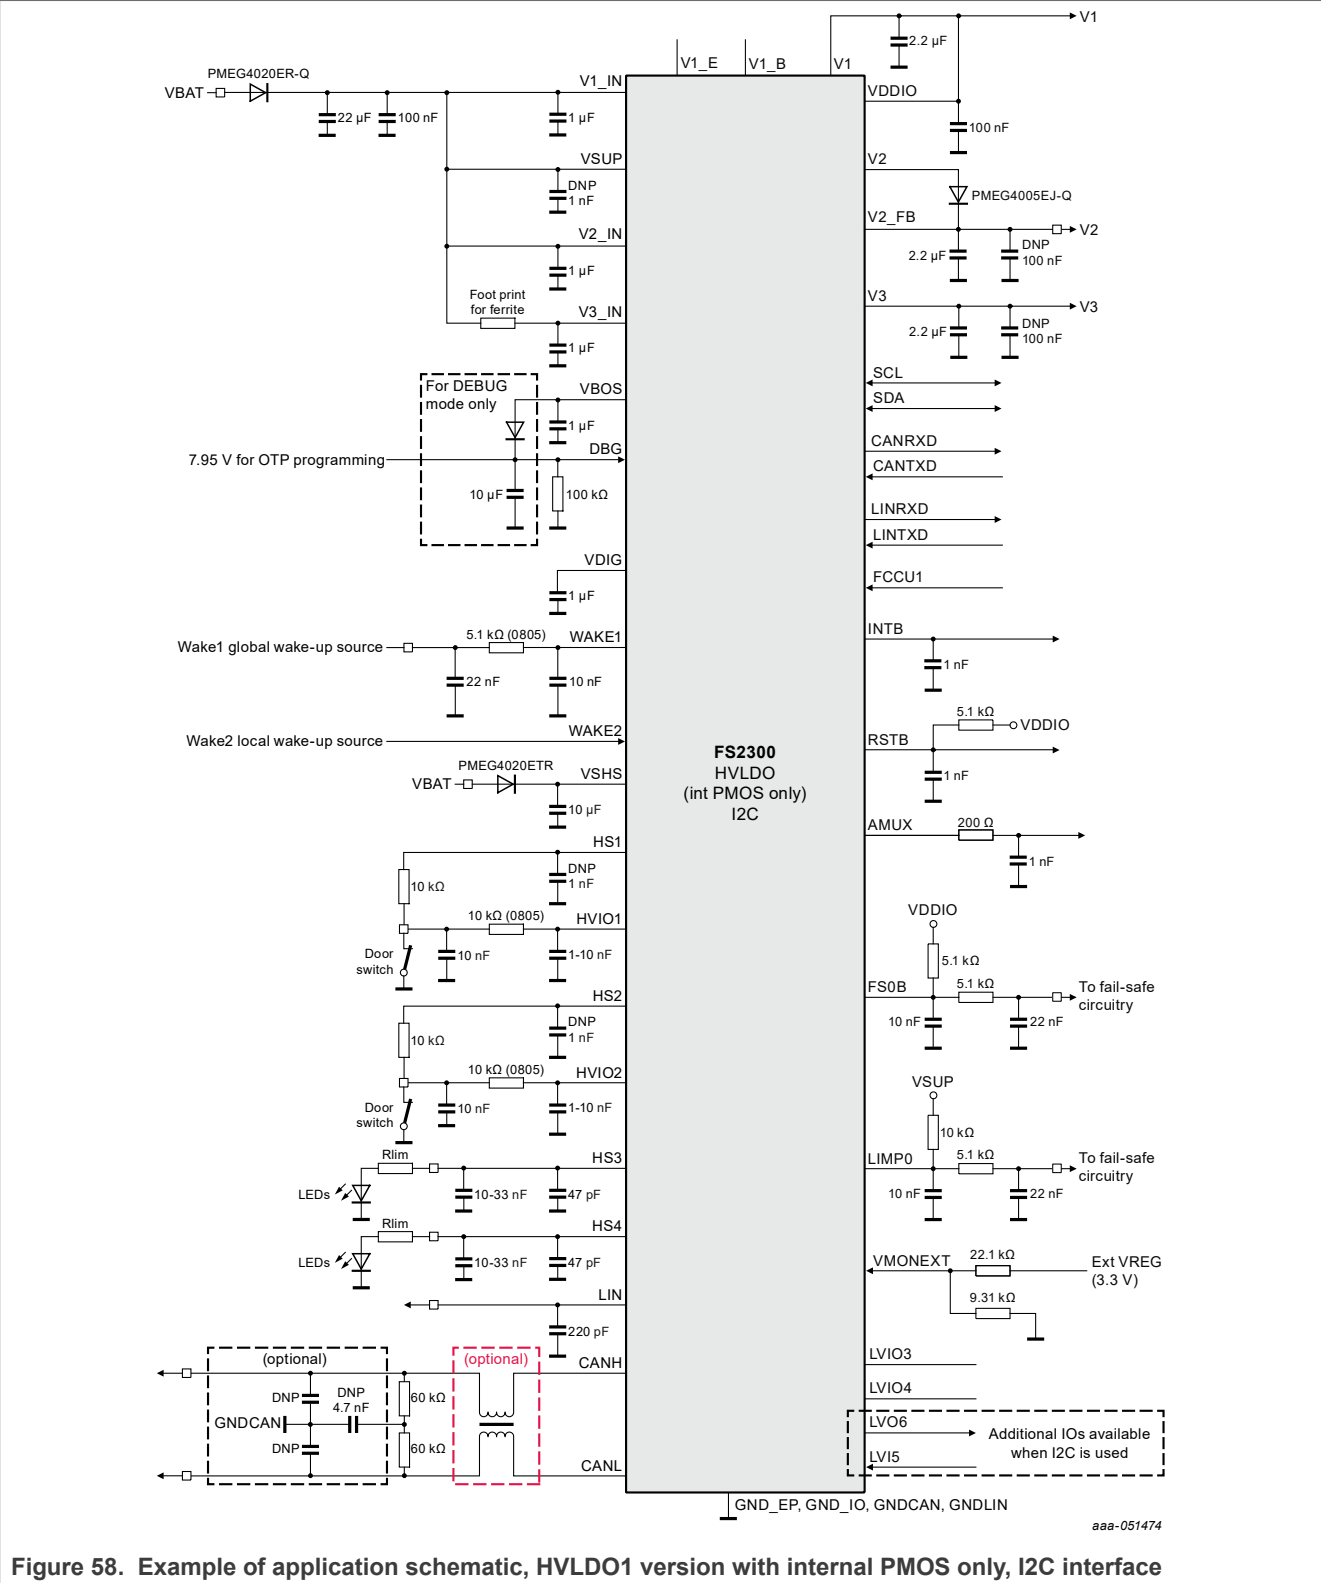 V1
2.2 µF
V1_E
V1_B
V1
PMEG4020ER-Q
VBAT
V1_IN
VDDIO
22 µF
100 nF
1 µF
100 nF
VSUP
V2
DNP
1 nF
PMEG4005EJ-Q
V2_FB
V2
V2_IN
2.2 µF
DNP
100 nF
1 µF
Foot print
for ferrite
V3_IN
V3
V3
1 µF
2.2 µF
DNP
100 nF
For DEBUG
mode only
VBOS
SCL
SDA
1 µF
7.95 V for OTP programming
DBG
CANRXD
CANTXD
10 µF
100 kΩ
LINRXD
LINTXD
VDIG
FCCU1
1 µF
Wake1 global wake-up source
5.1 kΩ (0805)
WAKE1
INTB
22 nF
10 nF
1 nF
5.1 kΩ
VDDIO
Wake2 local wake-up source
WAKE2
RSTB
FS2300
HVLDO
(int PMOS only)
I2C
PMEG4020ETR
VBAT
VSHS
1 nF
10 µF
AMUX
200 Ω
HS1
1 nF
DNP
1 nF
10 kΩ
10 kΩ (0805)
HVIO1
VDDIO
Door
switch
10 nF
1-10 nF
5.1 kΩ
HS2
FS0B
5.1 kΩ
To fail-safe
circuitry
DNP
1 nF
10 nF
22 nF
10 kΩ
10 kΩ (0805)
HVIO2
VSUP
Door
switch
10 nF
1-10 nF
10 kΩ
Rlim
HS3
LIMP0
5.1 kΩ
To fail-safe
circuitry
LEDs
10-33 nF
47 pF
10 nF
22 nF
Rlim
HS4
LEDs
10-33 nF
47 pF
VMONEXT
22.1 kΩ
Ext VREG
(3.3 V)
LIN
9.31 kΩ
220 pF
(optional)
(optional)
CANH
LVIO3
DNP
DNP
4.7 nF
60 kΩ
LVIO4
GNDCAN
DNP
60 kΩ
LVO6
Additional IOs available
when I2C is used
CANL
LVI5
GND_EP, GND_IO, GNDCAN, GNDLIN
aaa-051474
Figure 58. Example of application schematic, HVLDO1 version with internal PMOS only, I2C interface